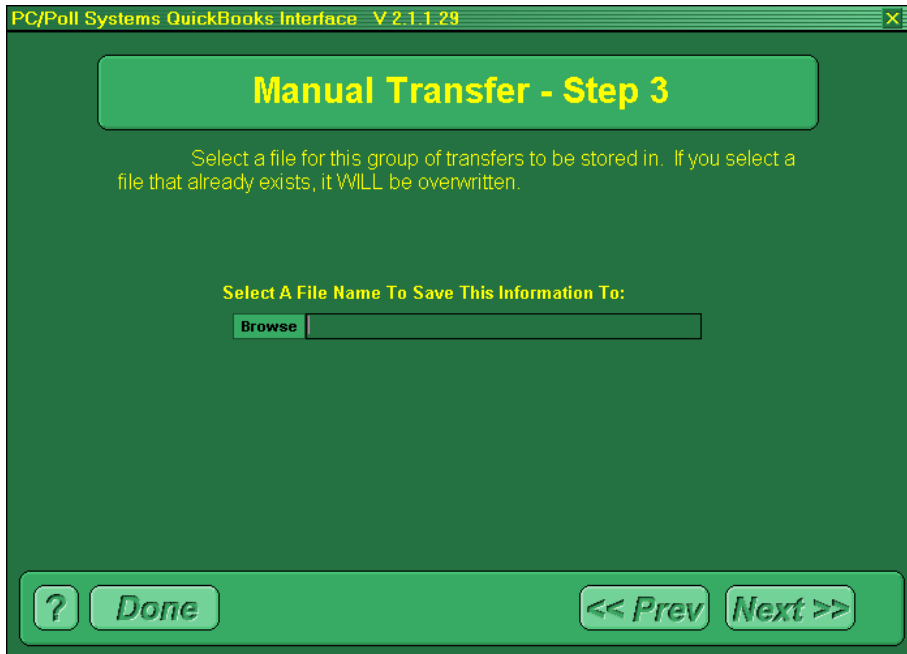 PC/Poll Systems QuickBooks Interface V 2.1.1.29
Manual Transfer - Step 3
Select a file for this group of transfers to be stored in. If you select a
file that already exists, it WILL be overwritten.
Select A File Name To Save This Information To:
Browse
? Done << Prev Next >>